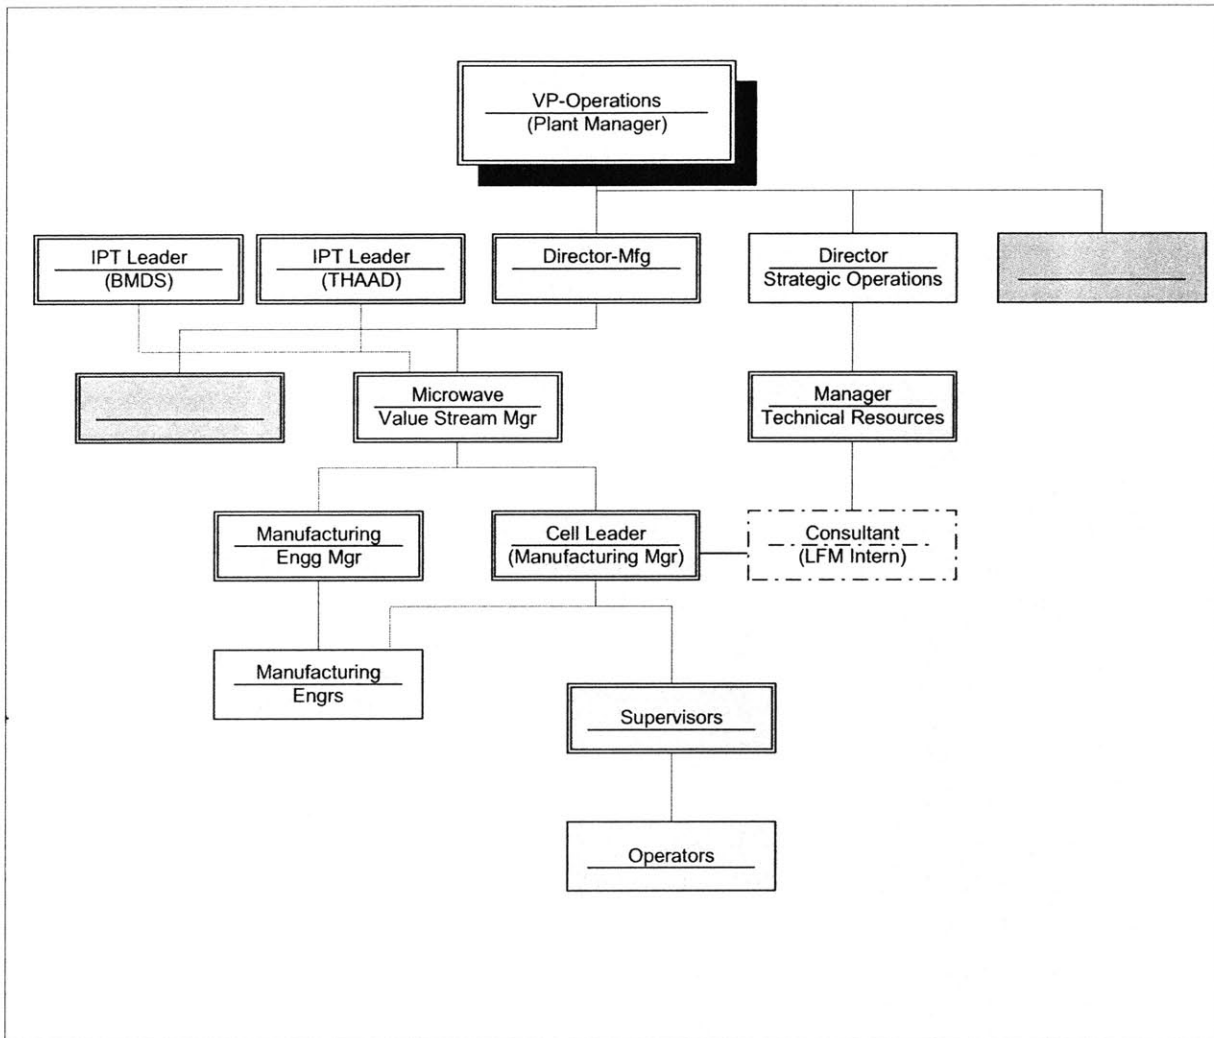 VP-Operations
(Plant Manager)
IPT Leader
(BMDS)
IPT Leader
(THAAD)
Director-Mfg
Director
Strategic Operations
Microwave
Value Stream Mgr
Manager
Technical Resources
Manufacturing
Engg Mgr
Cell Leader
(Manufacturing Mgr)
Consultant
(LFM Intern)
Manufacturing
Engrs
Supervisors
Operators